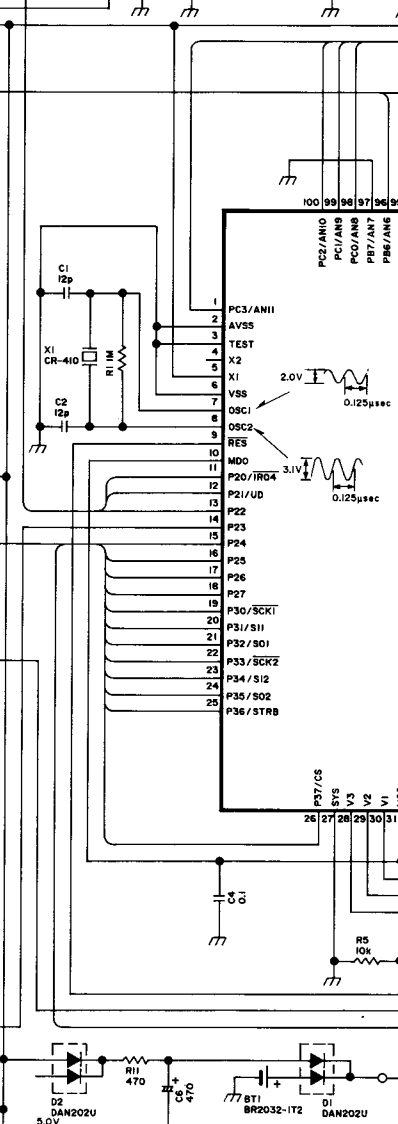 100 99 98 97 96 95
PC2/AN10
PC1/AN9
PC0/AN8
PB7/AN7
PB6/AN6
C1
12p
X1
CR-410
R1 1M
C2
12p
1 PC3/AN11
2 AVSS
3 TEST
4 X2
5 X1
6 VSS
7 OSC1
8 OSC2
9 RES
10 MD0
11 P20/IRQ4
12 P21/UD
13 P22
14 P23
15 P24
16 P25
17 P26
18 P27
19 P30/SCK1
20 P31/SI1
21 P32/SO1
22 P33/SCK2
23 P34/SI2
24 P35/SO2
25 P36/STRB
2.0V
0.125µsec
3.1V
0.125µsec
P37/CS
SYS
V3
V2
V1
26 27 28 29 30 31
C4
0.1
R5
10k
D2
DAN202U
5.0V
R11
470
C6
470
+
BT1
BR2032-1T2
+
D1
DAN202U